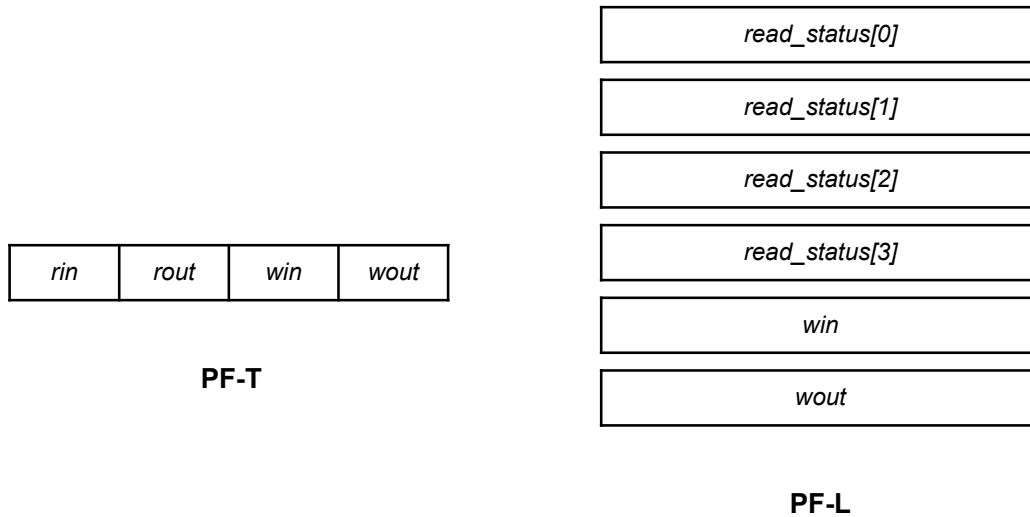 rin rout win wout
PF-T
read_status[0]
read_status[1]
read_status[2]
read_status[3]
win
wout
PF-L